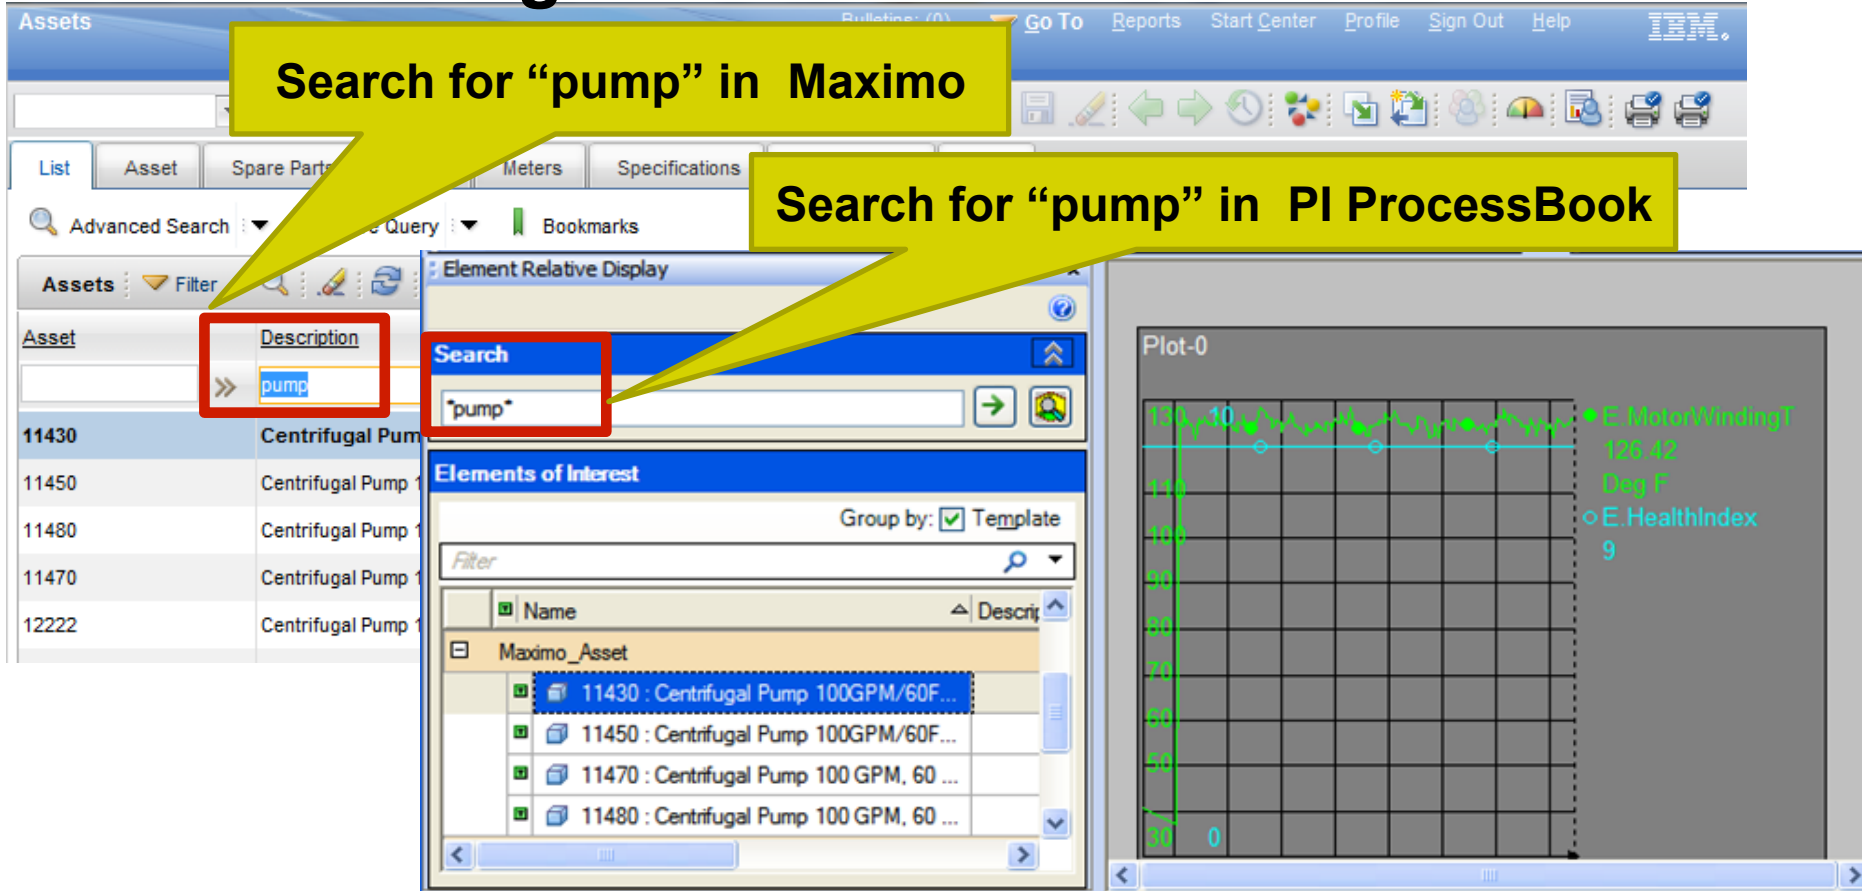 Assets
Go To Reports Start Center Profile Sign Out Help IBM
Search for “pump” in Maximo
List Asset Spare Parts Meters Specifications
Search for “pump” in PI ProcessBook
Advanced Search Query Bookmarks
Assets Filter
Element Relative Display
Asset Description
pump
Search
*pump*
11430 Centrifugal Pum
11450 Centrifugal Pump 1
11480 Centrifugal Pump 1
11470 Centrifugal Pump 1
12222 Centrifugal Pump 1
Elements of Interest
Group by: Template
Filter
Name Descrip
Maximo_Asset
11430 : Centrifugal Pump 100GPM/60F...
11450 : Centrifugal Pump 100GPM/60F...
11470 : Centrifugal Pump 100 GPM, 60 ...
11480 : Centrifugal Pump 100 GPM, 60 ...
Plot-0
130 10
110
100
90
80
70
60
50
30 0
E.MotorWindingT
126.42
Deg F
E.HealthIndex
9